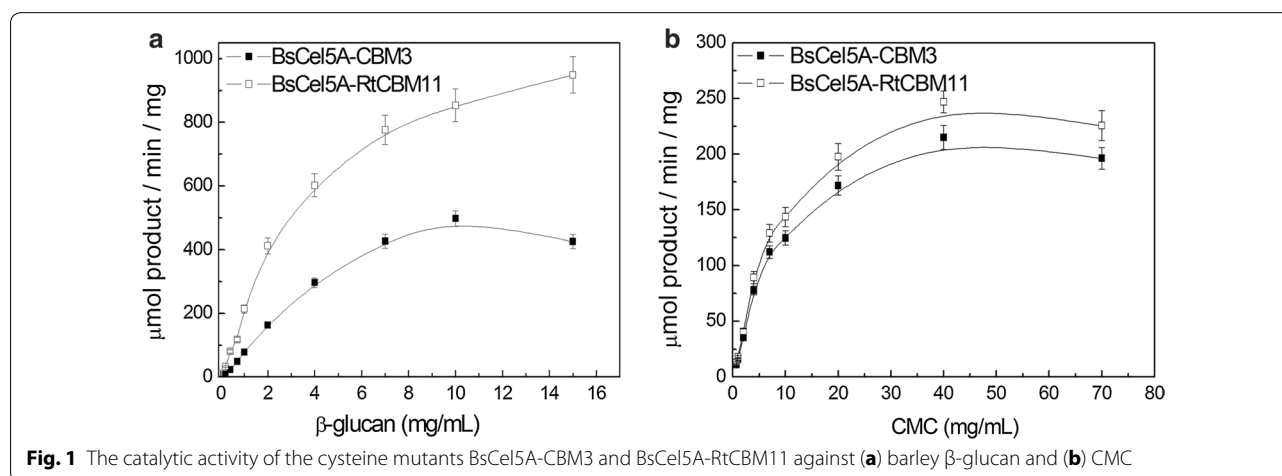 a
BsCel5A-CBM3
BsCel5A-RtCBM11
1000
800
600
400
200
0
μmol product / min / mg
0 2 4 6 8 10 12 14 16
β-glucan (mg/mL)
b
BsCel5A-CBM3
BsCel5A-RtCBM11
300
250
200
150
100
50
0
μmol product / min / mg
0 10 20 30 40 50 60 70 80
CMC (mg/mL)
Fig. 1 The catalytic activity of the cysteine mutants BsCel5A-CBM3 and BsCel5A-RtCBM11 against (a) barley β-glucan and (b) CMC